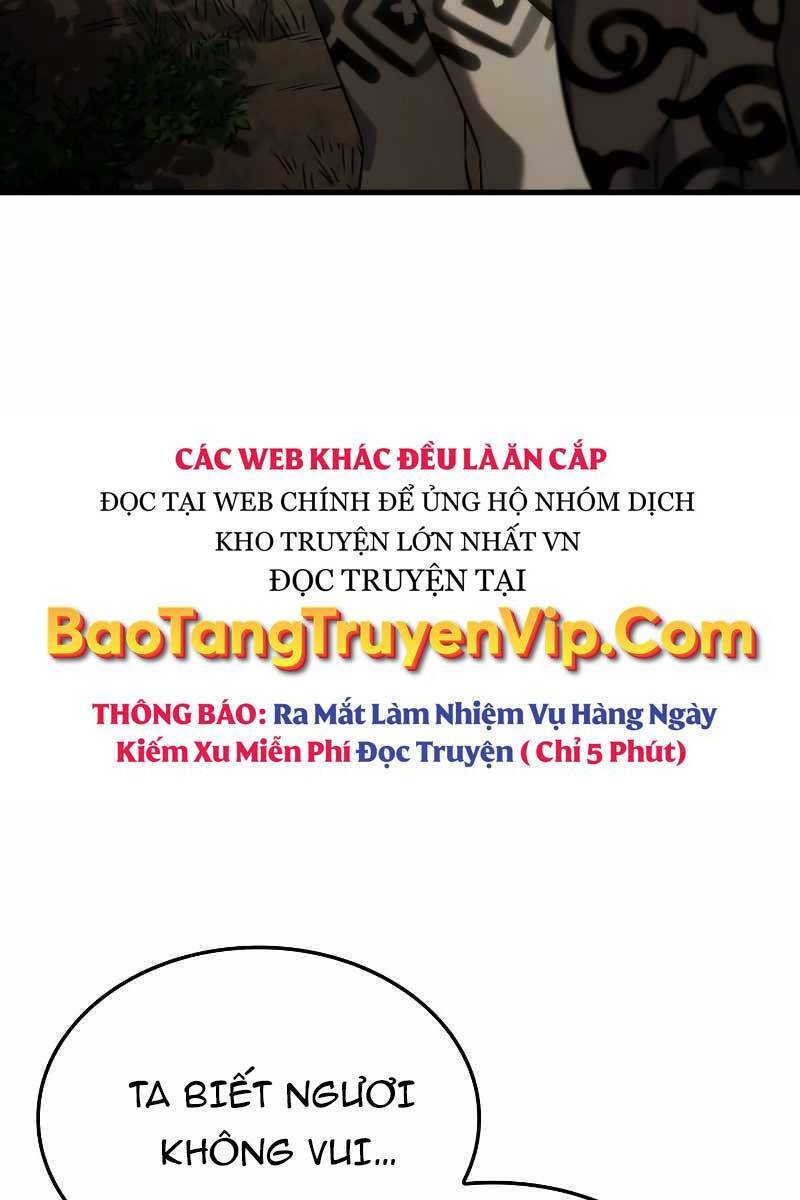 CÁC WEB KHÁC ĐỀU LÀ ĂN CẮP
ĐỌC TẠI WEB CHÍNH ĐỂ ỦNG HỘ NHÓM DỊCH
KHO TRUYỆN LỚN NHẤT VN
ĐỌC TRUYỆN TẠI
BaoTangTruyenVip.Com
THÔNG BÁO: Ra Mắt Làm Nhiệm Vụ Hàng Ngày
Kiếm Xu Miễn Phí Đọc Truyện ( Chỉ 5 Phút)
TA BIẾT NGƯƠI
KHÔNG VUI...